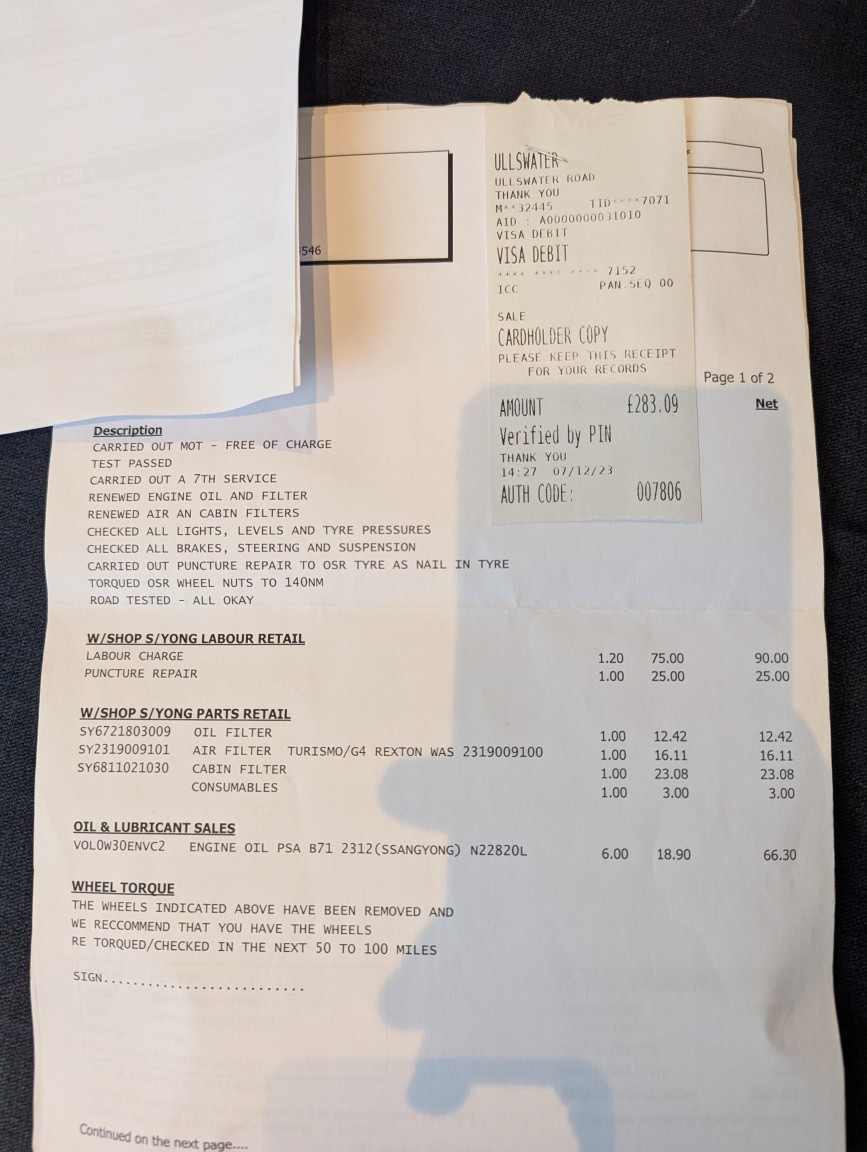 546
ULLSWATER
ULLSWATER ROAD
THANK YOU
M**32445 TID****7071
AID : A0000000031010
VISA DEBIT
VISA DEBIT
**** **** **** 7152
ICC PAN.SEQ 00
SALE
CARDHOLDER COPY
PLEASE KEEP THIS RECEIPT
FOR YOUR RECORDS
AMOUNT £283.09
Verified by PIN
THANK YOU
14:27 07/12/23
AUTH CODE: 007806
Page 1 of 2
Net
Description
CARRIED OUT MOT - FREE OF CHARGE
TEST PASSED
CARRIED OUT A 7TH SERVICE
RENEWED ENGINE OIL AND FILTER
RENEWED AIR AN CABIN FILTERS
CHECKED ALL LIGHTS, LEVELS AND TYRE PRESSURES
CHECKED ALL BRAKES, STEERING AND SUSPENSION
CARRIED OUT PUNCTURE REPAIR TO OSR TYRE AS NAIL IN TYRE
TORQUED OSR WHEEL NUTS TO 140NM
ROAD TESTED - ALL OKAY
W/SHOP S/YONG LABOUR RETAIL
LABOUR CHARGE 1.20 75.00 90.00
PUNCTURE REPAIR 1.00 25.00 25.00
W/SHOP S/YONG PARTS RETAIL
SY6721803009 OIL FILTER 1.00 12.42 12.42
SY2319009101 AIR FILTER TURISMO/G4 REXTON WAS 2319009100 1.00 16.11 16.11
SY6811021030 CABIN FILTER 1.00 23.08 23.08
CONSUMABLES 1.00 3.00 3.00
OIL & LUBRICANT SALES
VOLOW30ENVC2 ENGINE OIL PSA B71 2312(SSANGYONG) N22820L 6.00 18.90 66.30
WHEEL TORQUE
THE WHEELS INDICATED ABOVE HAVE BEEN REMOVED AND
WE RECCOMMEND THAT YOU HAVE THE WHEELS
RE TORQUED/CHECKED IN THE NEXT 50 TO 100 MILES
SIGN..........................
Continued on the next page....